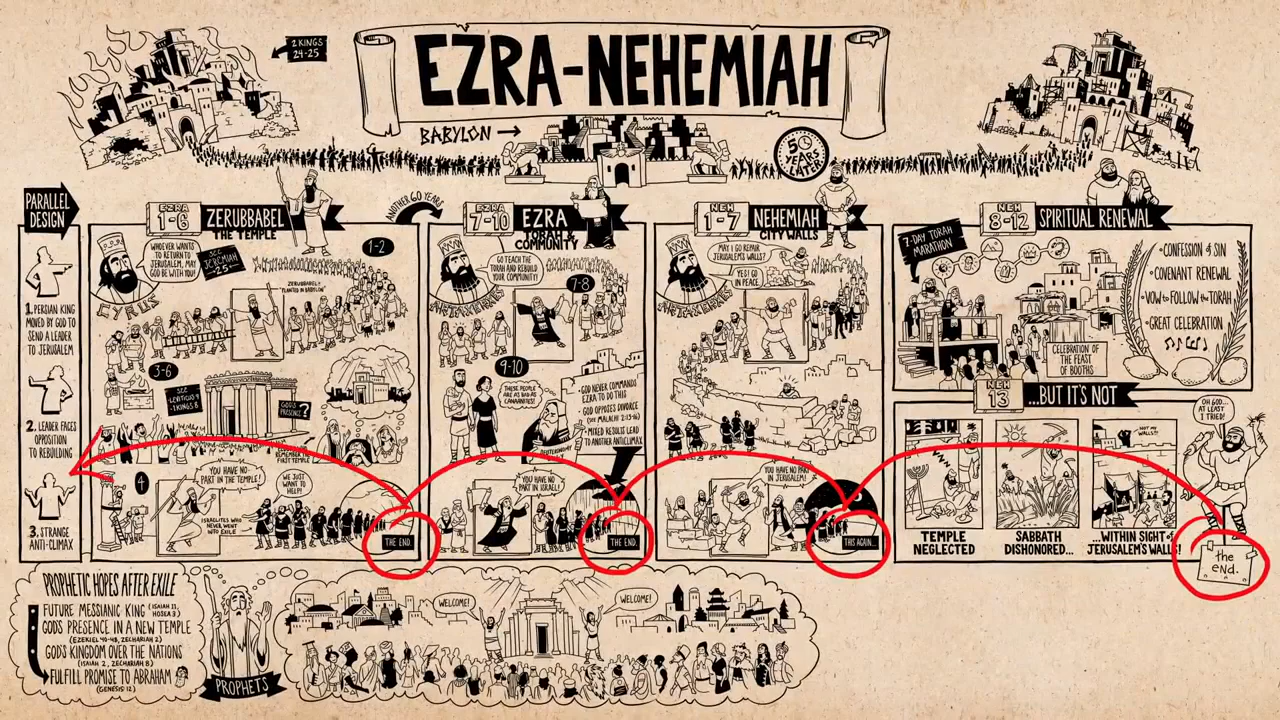 2 KINGS
24-25
EZRA-NEHEMIAH
BABYLON →
50
YEARS
LATER
PARALLEL
DESIGN
1. PERSIAN KING
MOVED BY GOD TO
SEND A LEADER
TO JERUSALEM
2. LEADER FACES
OPPOSITION
TO REBUILDING
3. STRANGE
ANTI-CLIMAX
EZRA
1-6
ZERUBBABEL
THE TEMPLE
WHOEVER WANTS
TO RETURN TO
JERUSALEM, MAY
GOD BE WITH YOU!
SEE
JEREMIAH
25
1-2
CYRUS
ZERUBBABEL=
"PLANTED IN BABYLON"
3-6
SEE
LEVITICUS 9
1 KINGS 8
GOD'S
PRESENCE?
REMEMBER THE
FIRST TEMPLE
4
YOU HAVE NO
PART IN THE TEMPLE!
WE JUST
WANT TO
HELP!
ISRAELITES WHO
NEVER WENT
INTO EXILE
THE END.
ANOTHER 60 YEARS
EZRA
7-10
EZRA
TORAH &
COMMUNITY
GO TEACH THE
TORAH AND REBUILD
YOUR COMMUNITY
ARTAXERXES
7-8
9-10
THESE PEOPLE
ARE AS BAD AS
CANAANITES!
DEUTERONOMY
• GOD NEVER COMMANDS
EZRA TO DO THIS
• GOD OPPOSES DIVORCE
(SEE MALACHI 2:13-16)
• MIXED RESULTS LEAD
TO ANOTHER ANTICLIMAX
YOU HAVE NO
PART IN ISRAEL!
THE END.
NEH
1-7
NEHEMIAH
CITY WALLS
MAY I GO REPAIR
JERUSALEM'S WALLS?
YES! GO
IN PEACE
ARTAXERXES
YOU HAVE NO PART
IN JERUSALEM!
THIS AGAIN...
NEH
8-12
SPIRITUAL RENEWAL
7-DAY TORAH
MARATHON
CELEBRATION OF
THE FEAST
OF BOOTHS
• CONFESSION of SIN
• COVENANT RENEWAL
• VOW to FOLLOW the TORAH
• GREAT CELEBRATION
NEH
13
...BUT IT'S NOT
NOT MY
WALLS!!!
OH GOD...
AT LEAST
I TRIED!
TEMPLE
NEGLECTED
SABBATH
DISHONORED...
...WITHIN SIGHT of
JERUSALEM'S WALLS!
the
end.
PROPHETIC HOPES AFTER EXILE
FUTURE MESSIANIC KING (ISAIAH 11, HOSEA 3)
GOD'S PRESENCE IN A NEW TEMPLE
(EZEKIEL 40-48, ZECHARIAH 2)
GOD'S KINGDOM OVER THE NATIONS
(ISAIAH 2, ZECHARIAH 8)
FULFILL PROMISE TO ABRAHAM
(GENESIS 12)
PROPHETS
WELCOME!
WELCOME!